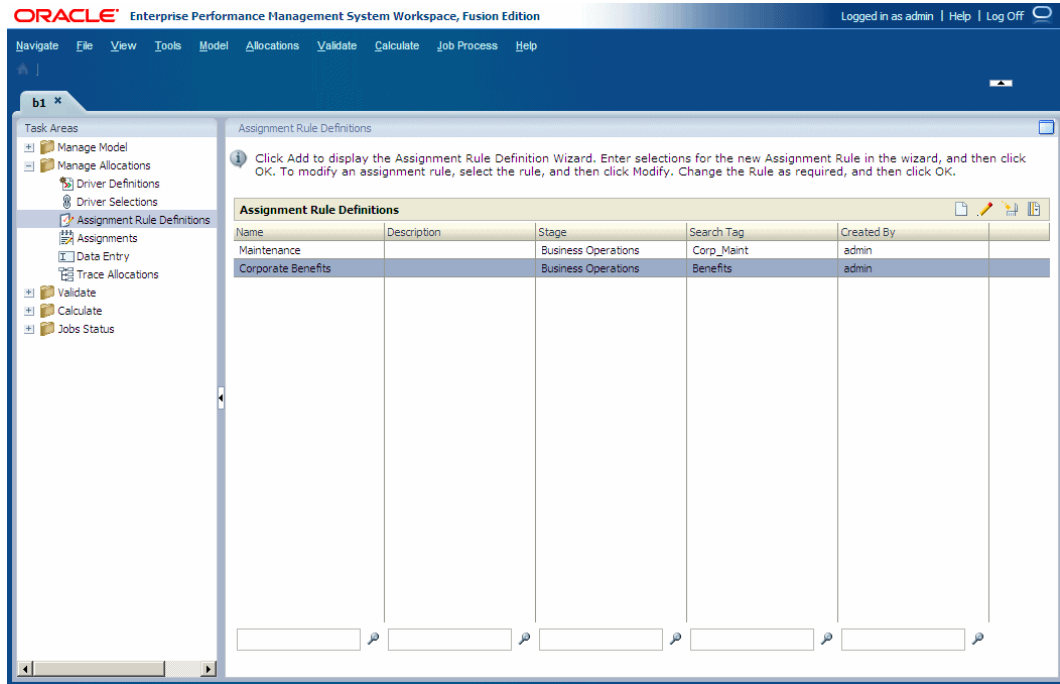 ORACLE Enterprise Performance Management System Workspace, Fusion Edition Logged in as admin | Help | Log Off
Navigate File View Tools Model Allocations Validate Calculate Job Process Help
b1
Task Areas
Manage Model
Manage Allocations
Driver Definitions
Driver Selections
Assignment Rule Definitions
Assignments
Data Entry
Trace Allocations
Validate
Calculate
Jobs Status
Assignment Rule Definitions
Click Add to display the Assignment Rule Definition Wizard. Enter selections for the new Assignment Rule in the wizard, and then click
OK. To modify an assignment rule, select the rule, and then click Modify. Change the Rule as required, and then click OK.
Assignment Rule Definitions
Name Description Stage Search Tag Created By
Maintenance Business Operations Corp_Maint admin
Corporate Benefits Business Operations Benefits admin